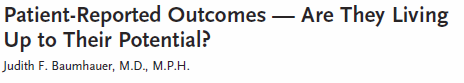 Patient-Reported Outcomes — Are They Living
Up to Their Potential?
Judith F. Baumhauer, M.D., M.P.H.